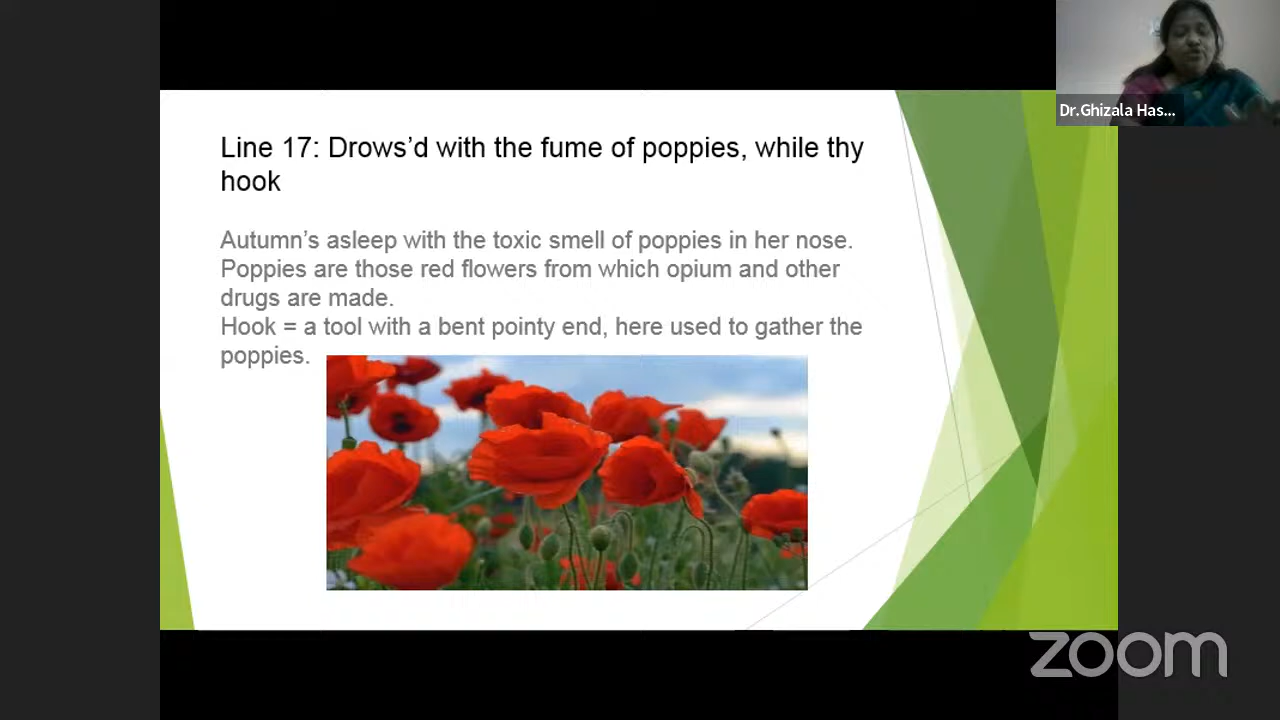 Dr.Ghizala Has...
Line 17: Drows’d with the fume of poppies, while thy
hook
Autumn’s asleep with the toxic smell of poppies in her nose.
Poppies are those red flowers from which opium and other
drugs are made.
Hook = a tool with a bent pointy end, here used to gather the
poppies.
zoom